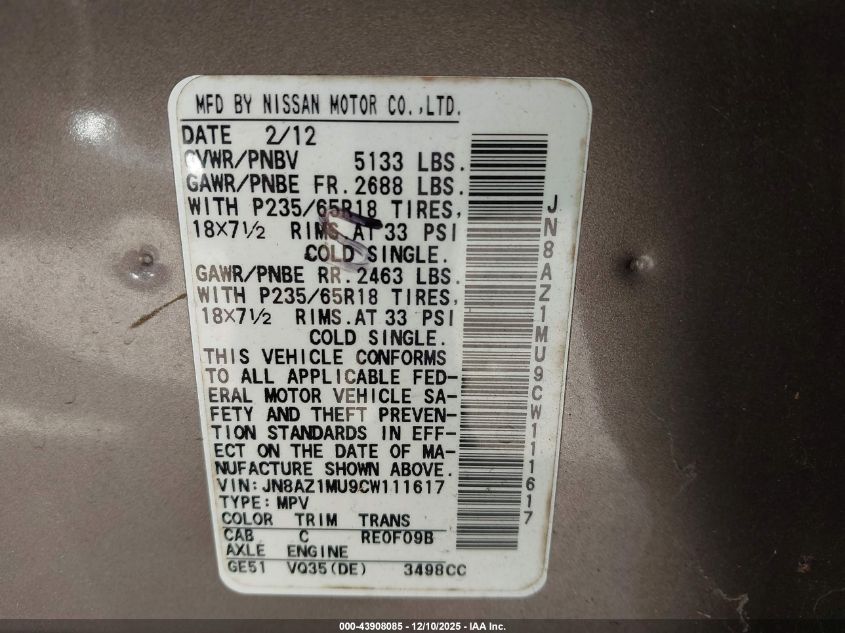 MFD BY NISSAN MOTOR CO.,LTD.
DATE 2/12
GVWR/PNBV 5133 LBS.
GAWR/PNBE FR. 2688 LBS.
WITH P235/65R18 TIRES,
18X7½ RIMS.AT 33 PSI
COLD SINGLE.
GAWR/PNBE RR. 2463 LBS.
WITH P235/65R18 TIRES,
18X7½ RIMS.AT 33 PSI
COLD SINGLE.
THIS VEHICLE CONFORMS
TO ALL APPLICABLE FED-
ERAL MOTOR VEHICLE SA-
FETY AND THEFT PREVEN-
TION STANDARDS IN EFF-
ECT ON THE DATE OF MA-
NUFACTURE SHOWN ABOVE.
VIN:JN8AZ1MU9CW111617
TYPE:MPV
COLOR TRIM TRANS
CAB C RE0F09B
AXLE ENGINE
GE51 VQ35(DE) 3498CC
JN8AZ1MU9CW111617
000-43908085 - 12/10/2025 - IAA Inc.